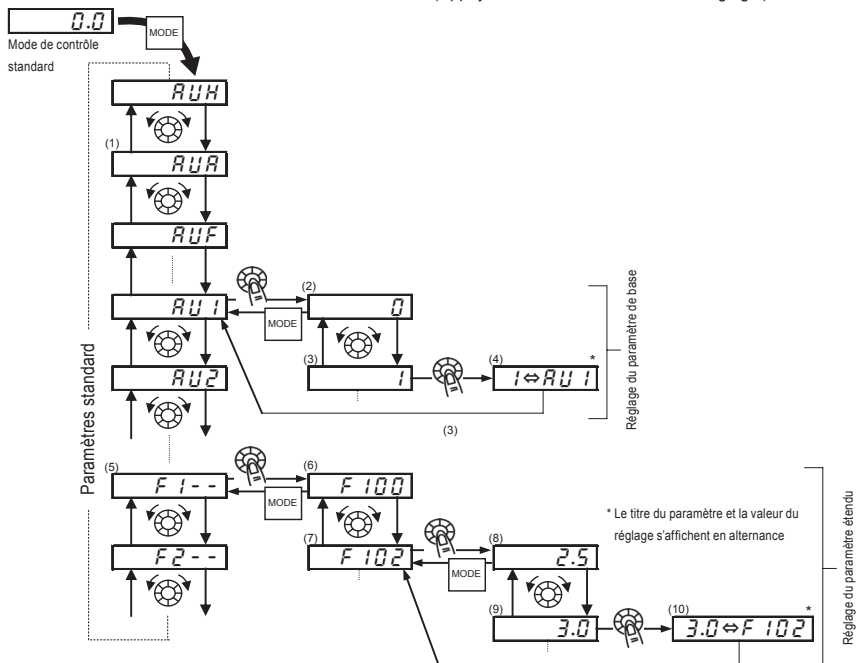 0.0
MODE
Mode de contrôle
standard
AUH
(1)
AUA
AUF
AU1
(2)
0
MODE
(3)
1
(4)
1⇔AU1
*
(3)
AU2
Réglage du paramètre de base
Paramètres standard
(5)
F1--
(6)
F100
MODE
* Le titre du paramètre et la valeur du
réglage s'affichent en alternance
(7)
F102
(8)
2.5
MODE
F2--
(9)
3.0
(10)
3.0⇔F102
*
Réglage du paramètre étendu